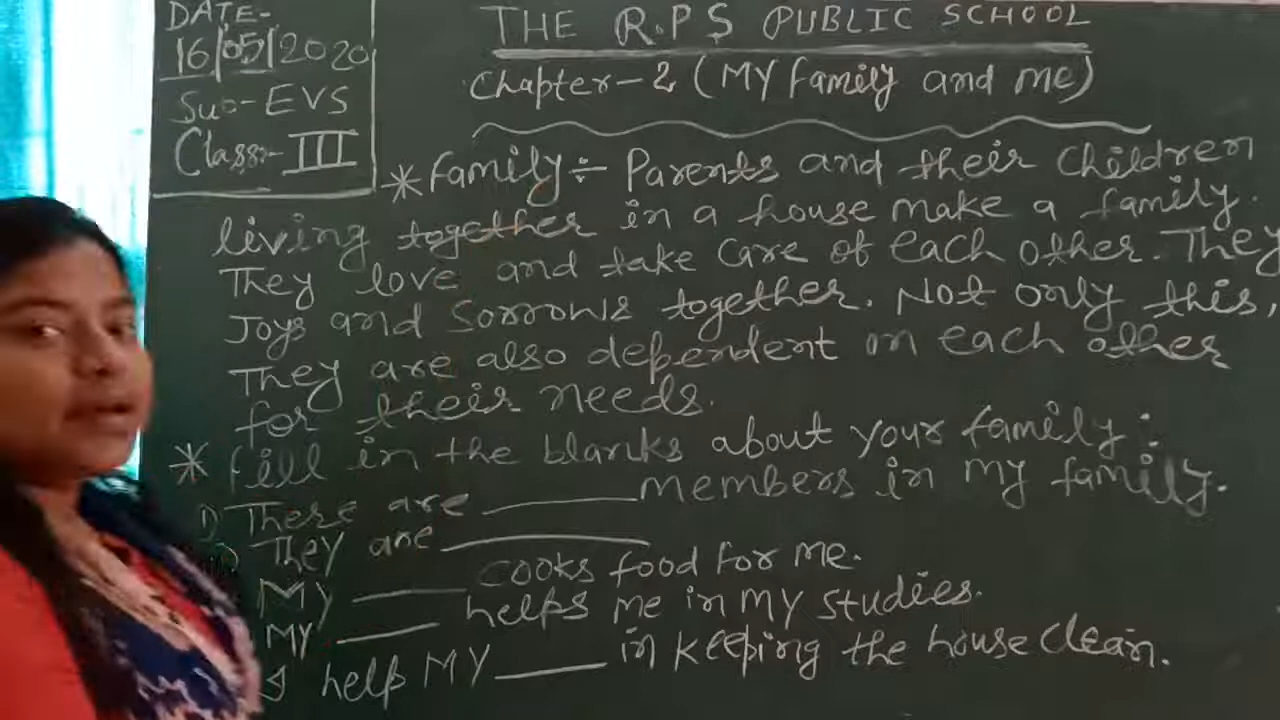 DATE-
16/05/2020
Sub-EVS
Class:-III
THE R.P.S PUBLIC SCHOOL
Chapter-2 (My family and me)
* Family:- Parents and their Children
living together in a house make a family.
They love and take care of each other. They
Joys and Sorrows together. Not only this,
They are also dependent on each other
for their needs.
* Fill in the blanks about your family:
1) There are ______ members in my family.
They are ______
My ______ cooks food for me.
My ______ helps me in my studies.
I help My ______ in keeping the house clean.